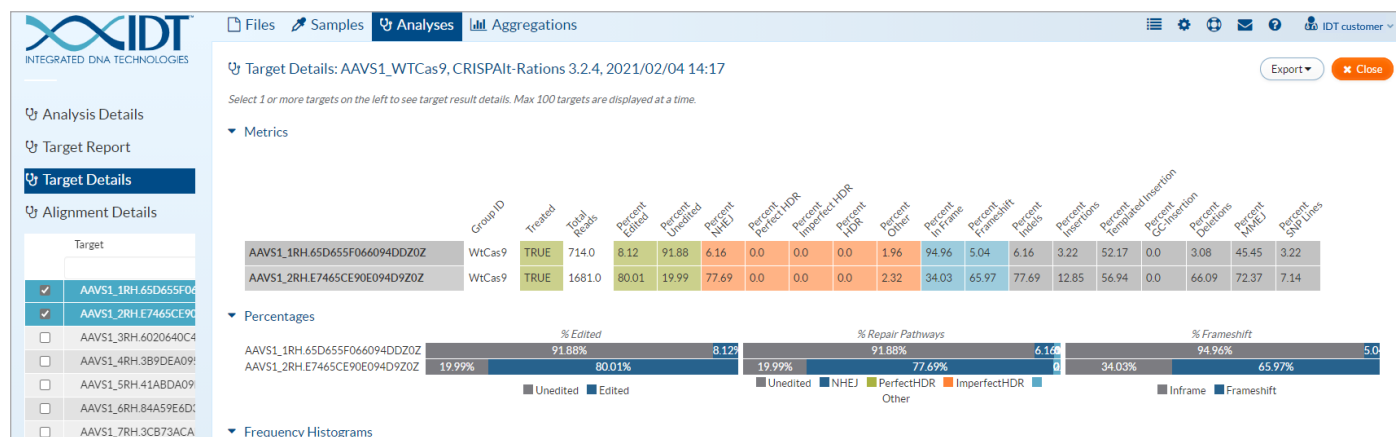 IDT
INTEGRATED DNA TECHNOLOGIES
Files Samples Analyses Aggregations
IDT customer
Target Details: AAVS1_WTCas9, CRISPAlt-Rations 3.2.4, 2021/02/04 14:17
Export
Close
Select 1 or more targets on the left to see target result details. Max 100 targets are displayed at a time.
Analysis Details
Target Report
Target Details
Alignment Details
Target
AAVS1_1RH.65D655F06
AAVS1_2RH.E7465CE90
AAVS1_3RH.6020640C4
AAVS1_4RH.3B9DEA09
AAVS1_5RH.41ABDA09
AAVS1_6RH.84A59E6D
AAVS1_7RH.3CB73ACA
Metrics
Group ID Treated Total Reads Percent Edited Percent Unedited Percent NHEJ Percent Perfect HDR Percent Imperfect HDR Percent HDR Percent Other Percent In Frame Percent Frameshift Percent Indels Percent Insertions Percent Templated Insertion Percent GC-Insertion Percent Deletions Percent MMEJ Percent SNP Lines
AAVS1_1RH.65D655F066094DDZ0Z WtCas9 TRUE 714.0 8.12 91.88 6.16 0.0 0.0 0.0 1.96 94.96 5.04 6.16 3.22 52.17 0.0 3.08 45.45 3.22
AAVS1_2RH.E7465CE90E094D9Z0Z WtCas9 TRUE 1681.0 80.01 19.99 77.69 0.0 0.0 0.0 2.32 34.03 65.97 77.69 12.85 56.94 0.0 66.09 72.37 7.14
Percentages
% Edited % Repair Pathways % Frameshift
AAVS1_1RH.65D655F066094DDZ0Z 91.88% 8.12% 91.88% 6.16 94.96% 5.04
AAVS1_2RH.E7465CE90E094D9Z0Z 19.99% 80.01% 19.99% 77.69% 34.03% 65.97%
Unedited Edited
Unedited NHEJ PerfectHDR ImperfectHDR
Other
Inframe Frameshift
Frequency Histograms